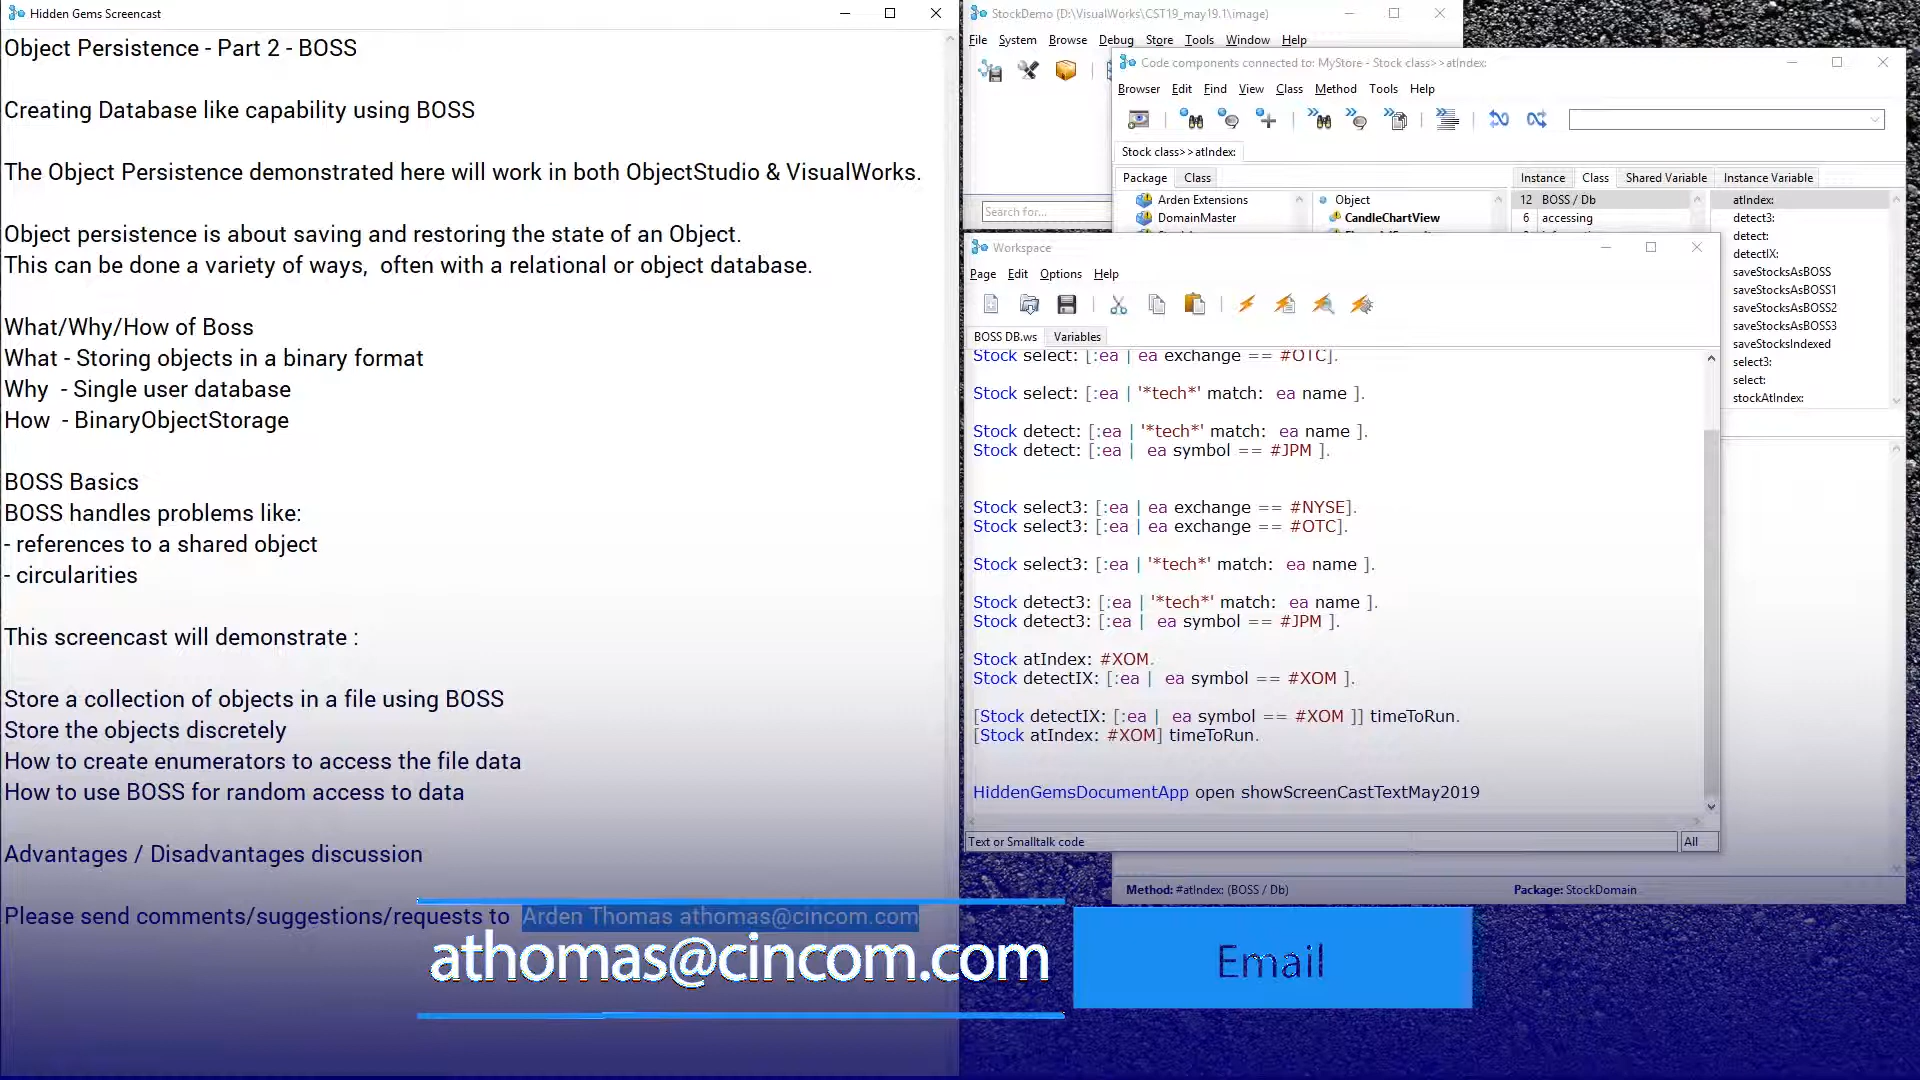 Hidden Gems Screencast
Object Persistence - Part 2 - BOSS
Creating Database like capability using BOSS
The Object Persistence demonstrated here will work in both ObjectStudio & VisualWorks.
Object persistence is about saving and restoring the state of an Object.
This can be done a variety of ways,  often with a relational or object database.
What/Why/How of Boss
What - Storing objects in a binary format
Why  - Single user database
How  - BinaryObjectStorage
BOSS Basics
BOSS handles problems like:
- references to a shared object
- circularities
This screencast will demonstrate :
Store a collection of objects in a file using BOSS
Store the objects discretely
How to create enumerators to access the file data
How to use BOSS for random access to data
Advantages / Disadvantages discussion
Please send comments/suggestions/requests to  Arden Thomas athomas@cincom.com
StockDemo (D:\VisualWorks\CST19_may19.1\image)
File System Browse Debug Store Tools Window Help
Search for...
Code components connected to: MyStore - Stock class>>atIndex:
Browser Edit Find View Class Method Tools Help
Stock class>>atIndex:
Package Class
Instance Class Shared Variable Instance Variable
Arden Extensions
DomainMaster
Object
CandleChartView
12 BOSS / Db
6 accessing
atIndex:
detect3:
detect:
detectIX:
saveStocksAsBOSS
saveStocksAsBOSS1
saveStocksAsBOSS2
saveStocksAsBOSS3
saveStocksIndexed
select3:
select:
stockAtIndex:
Workspace
Page Edit Options Help
BOSS DB.ws Variables
Stock select: [:ea | ea exchange == #OTC].
Stock select: [:ea | '*tech*' match:  ea name ].
Stock detect: [:ea | '*tech*' match:  ea name ].
Stock detect: [:ea |  ea symbol == #JPM ].
Stock select3: [:ea | ea exchange == #NYSE].
Stock select3: [:ea | ea exchange == #OTC].
Stock select3: [:ea | '*tech*' match:  ea name ].
Stock detect3: [:ea | '*tech*' match:  ea name ].
Stock detect3: [:ea |  ea symbol == #JPM ].
Stock atIndex: #XOM.
Stock detectIX: [:ea |  ea symbol == #XOM ].
[Stock detectIX: [:ea |  ea symbol == #XOM ]] timeToRun.
[Stock atIndex: #XOM] timeToRun.
HiddenGemsDocumentApp open showScreenCastTextMay2019
Text or Smalltalk code
All
Method: #atIndex: (BOSS / Db)
Package: StockDomain
athomas@cincom.com
Email